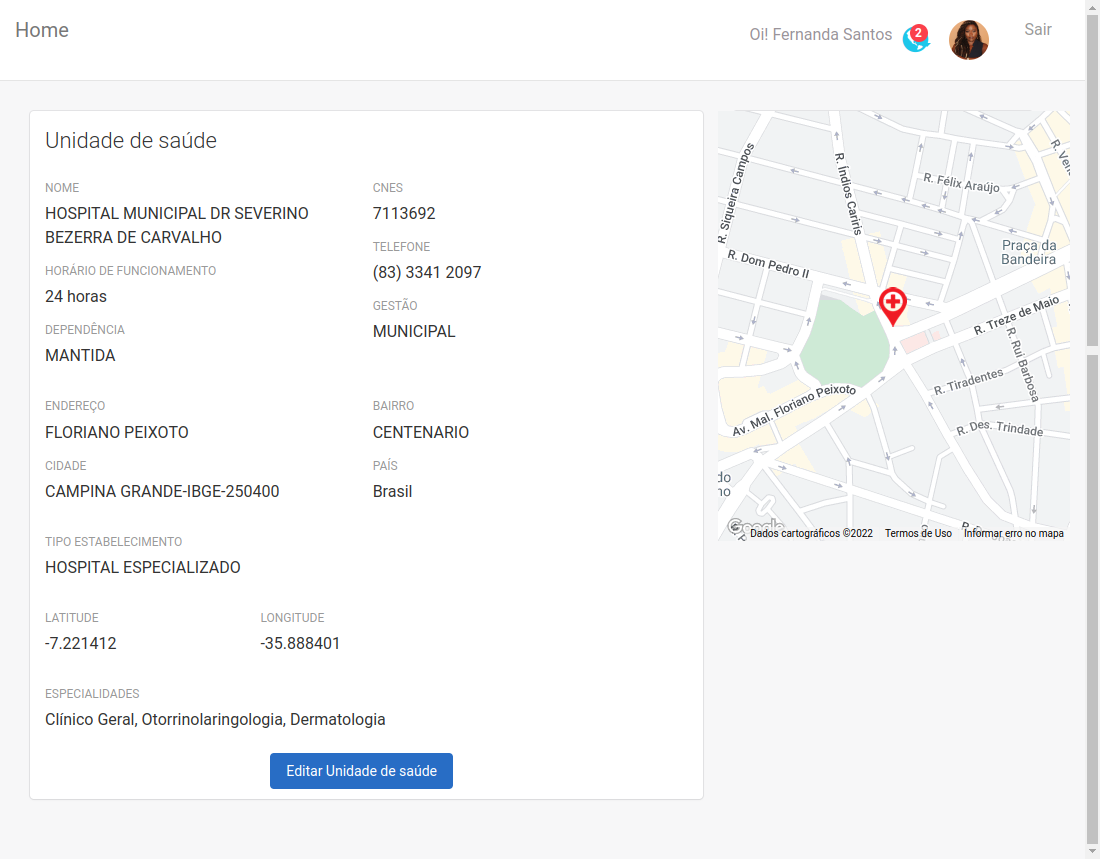 Home
Oi! Fernanda Santos
2
Sair
Unidade de saúde
NOME
HOSPITAL MUNICIPAL DR SEVERINO
BEZERRA DE CARVALHO
HORÁRIO DE FUNCIONAMENTO
24 horas
DEPENDÊNCIA
MANTIDA
CNES
7113692
TELEFONE
(83) 3341 2097
GESTÃO
MUNICIPAL
ENDEREÇO
FLORIANO PEIXOTO
BAIRRO
CENTENARIO
CIDADE
CAMPINA GRANDE-IBGE-250400
PAÍS
Brasil
TIPO ESTABELECIMENTO
HOSPITAL ESPECIALIZADO
LATITUDE
-7.221412
LONGITUDE
-35.888401
ESPECIALIDADES
Clínico Geral, Otorrinolaringologia, Dermatologia
Editar Unidade de saúde
R. Siqueira Campos
R. Índios Cariris
R. Félix Araújo
Praça da
Bandeira
R. Dom Pedro II
R. Treze de Maio
R. Rui Barbosa
R. Tiradentes
Av. Mal. Floriano Peixoto
R. Des. Trindade
Google
Dados cartográficos ©2022
Termos de Uso
Informar erro no mapa